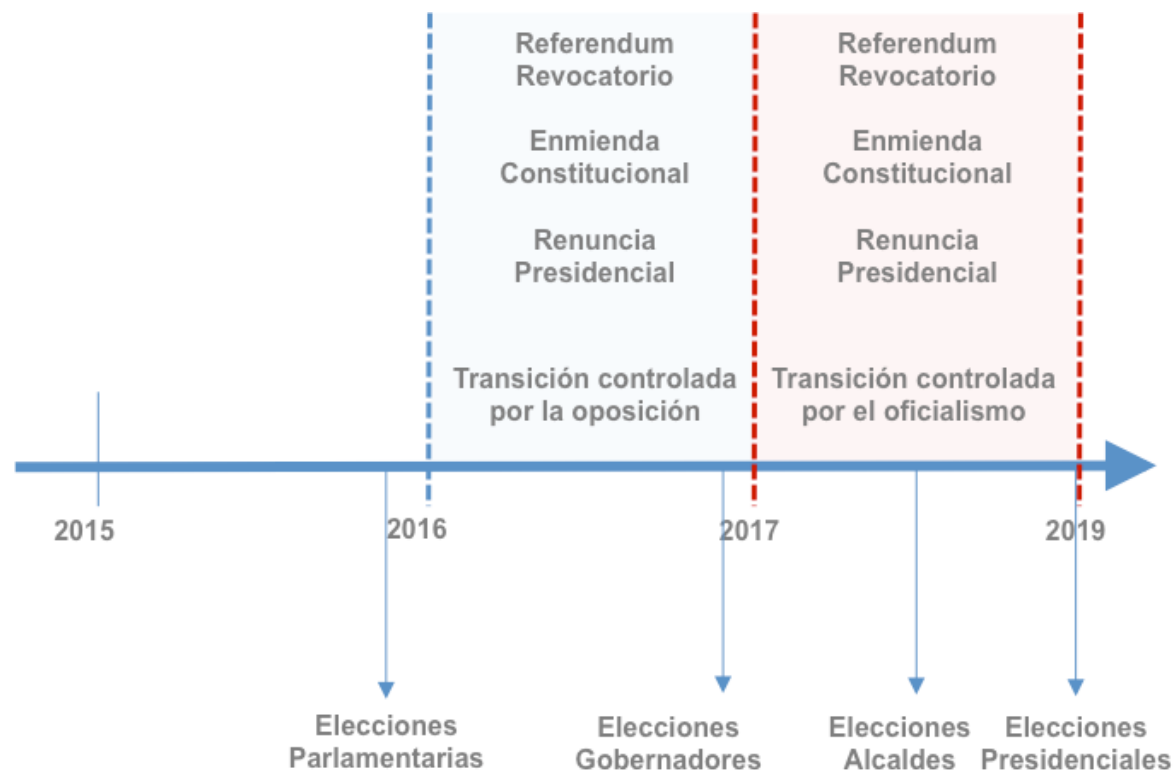 Referendum
Revocatorio
Enmienda
Constitucional
Renuncia
Presidencial
Transición controlada
por la oposición
Referendum
Revocatorio
Enmienda
Constitucional
Renuncia
Presidencial
Transición controlada
por el oficialismo
2015
2016
2017
2019
Elecciones
Parlamentarias
Elecciones
Gobernadores
Elecciones
Alcaldes
Elecciones
Presidenciales